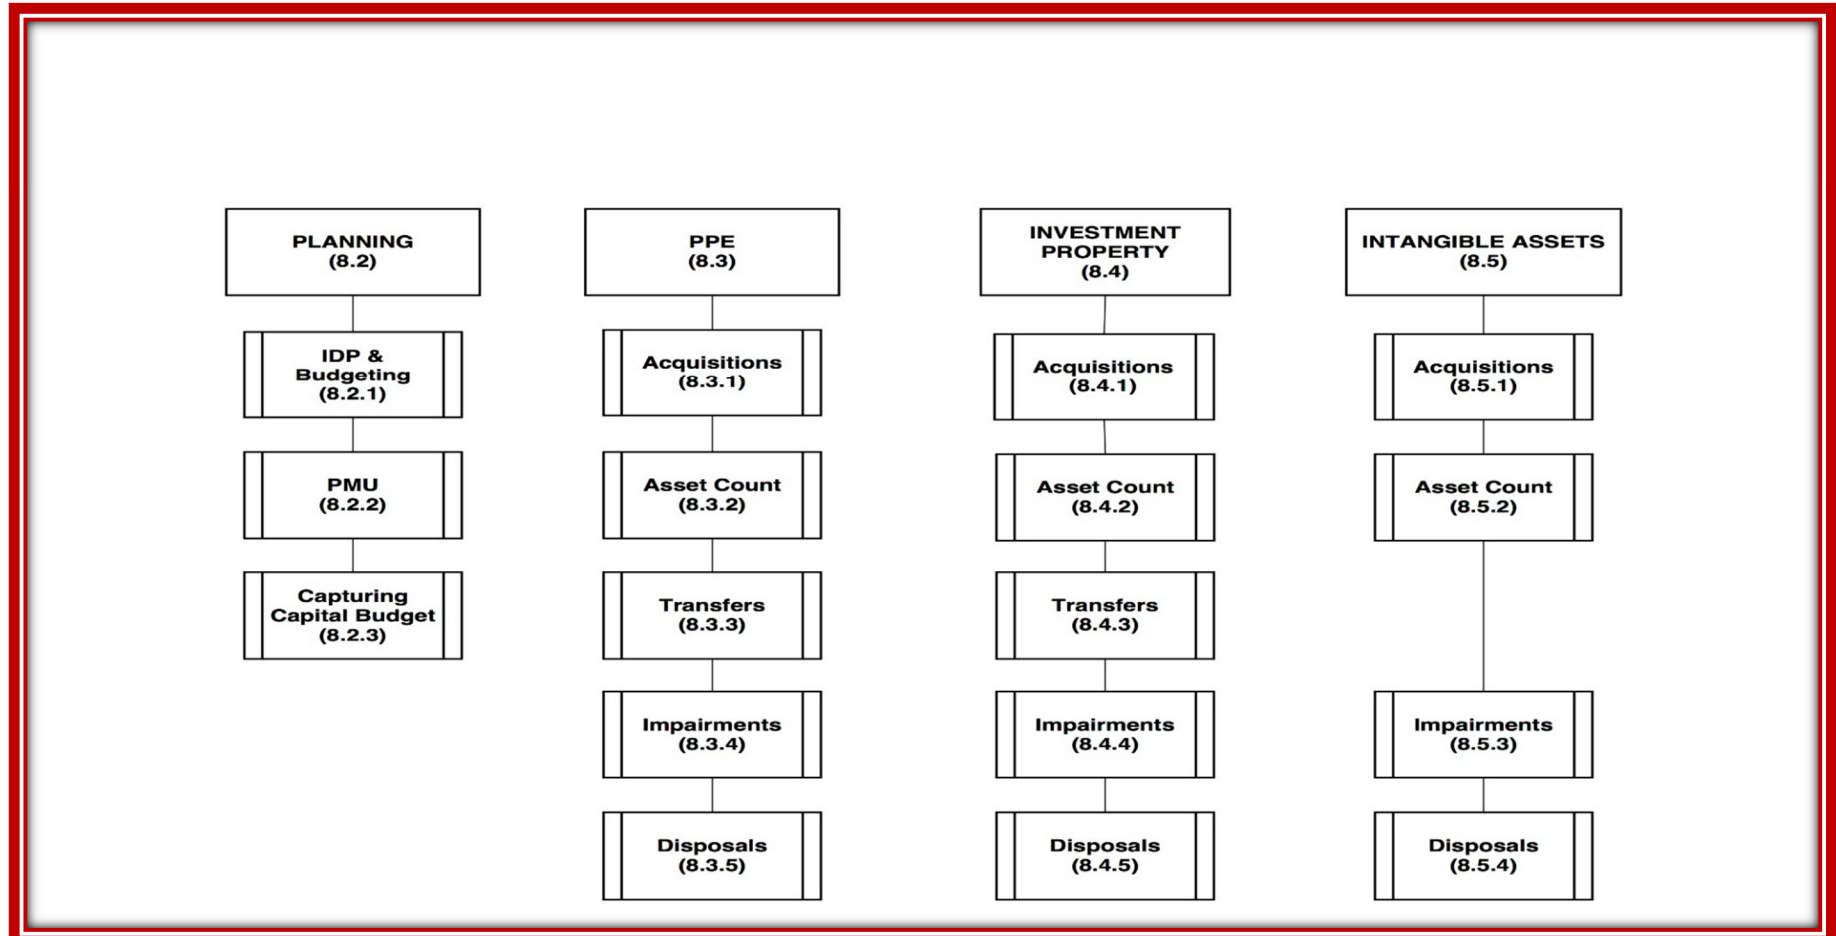 PLANNING
(8.2)
IDP &
Budgeting
(8.2.1)
PMU
(8.2.2)
Capturing
Capital Budget
(8.2.3)
PPE
(8.3)
Acquisitions
(8.3.1)
Asset Count
(8.3.2)
Transfers
(8.3.3)
Impairments
(8.3.4)
Disposals
(8.3.5)
INVESTMENT
PROPERTY
(8.4)
Acquisitions
(8.4.1)
Asset Count
(8.4.2)
Transfers
(8.4.3)
Impairments
(8.4.4)
Disposals
(8.4.5)
INTANGIBLE ASSETS
(8.5)
Acquisitions
(8.5.1)
Asset Count
(8.5.2)
Impairments
(8.5.3)
Disposals
(8.5.4)